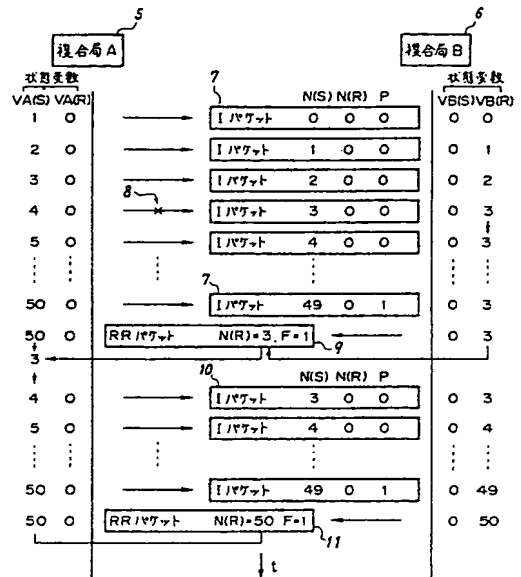 5
6
複合局A
複合局B
状態変数
状態変数
VA(S) VA(R)
7
N(S) N(R) P
VB(S) VB(R)
1 0 Iパケット 0 0 0 0 0
2 0 Iパケット 1 0 0 0 1
3 0 Iパケット 2 0 0 0 2
8
4 0 Iパケット 3 0 0 0 3
5 0 Iパケット 4 0 0 0 3
7
50 0 Iパケット 49 0 1 0 3
50 0 RRパケット N(R)=3, F=1 0 3
9
3
10
N(S) N(R) P
4 0 Iパケット 3 0 0 0 3
5 0 Iパケット 4 0 0 0 4
50 0 Iパケット 49 0 1 0 49
50 0 RRパケット N(R)=50 F=1 0 50
11
t